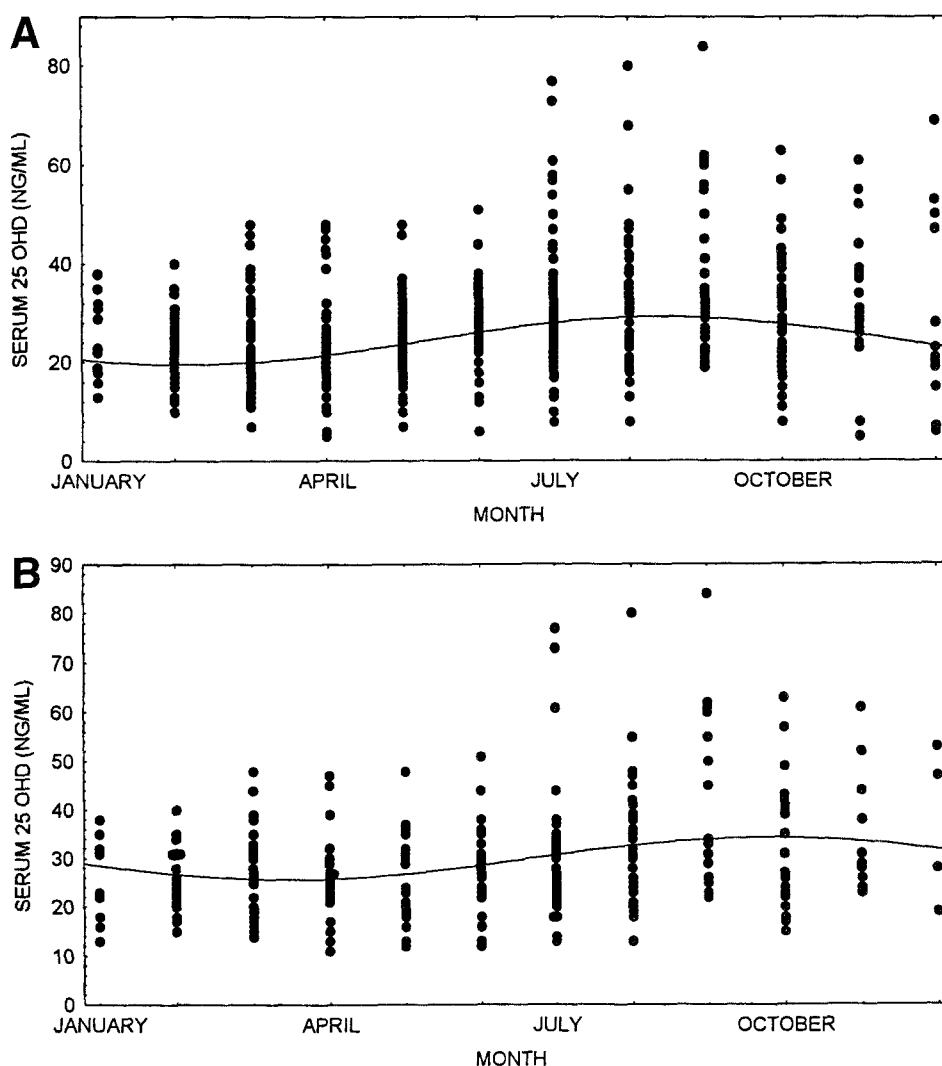 A
SERUM 25 OHD (NG/ML)
80
60
40
20
0
JANUARY APRIL JULY OCTOBER
MONTH
B
SERUM 25 OHD (NG/ML)
90
80
70
60
50
40
30
20
10
0
JANUARY APRIL JULY OCTOBER
MONTH